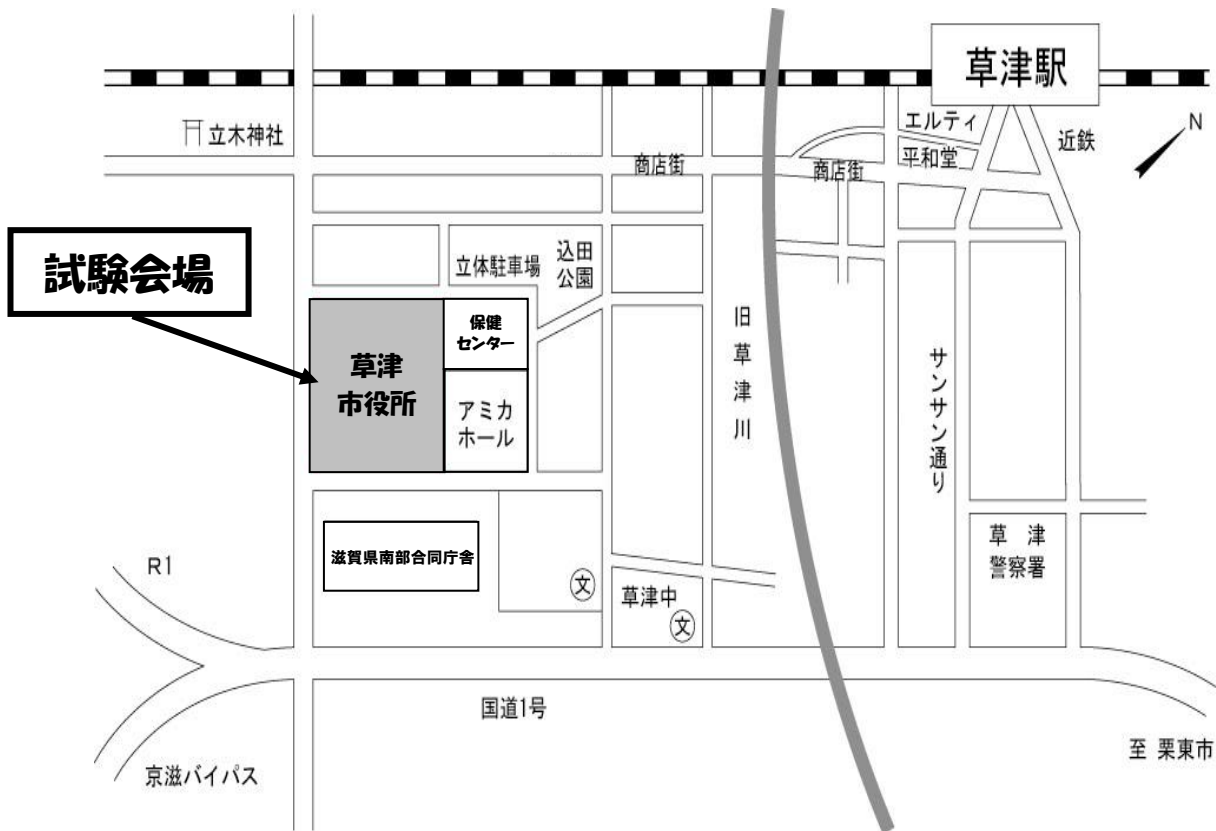 草津駅
エルティ
近鉄
N
立木神社
商店街
商店街
平和堂
試験会場
立体駐車場
込田
公園
保健
センター
草津
市役所
アミカ
ホール
旧草津川
サンサン通り
滋賀県南部合同庁舎
草 津
警察署
R1
文
草津中
文
国道1号
至 栗東市
京滋バイパス